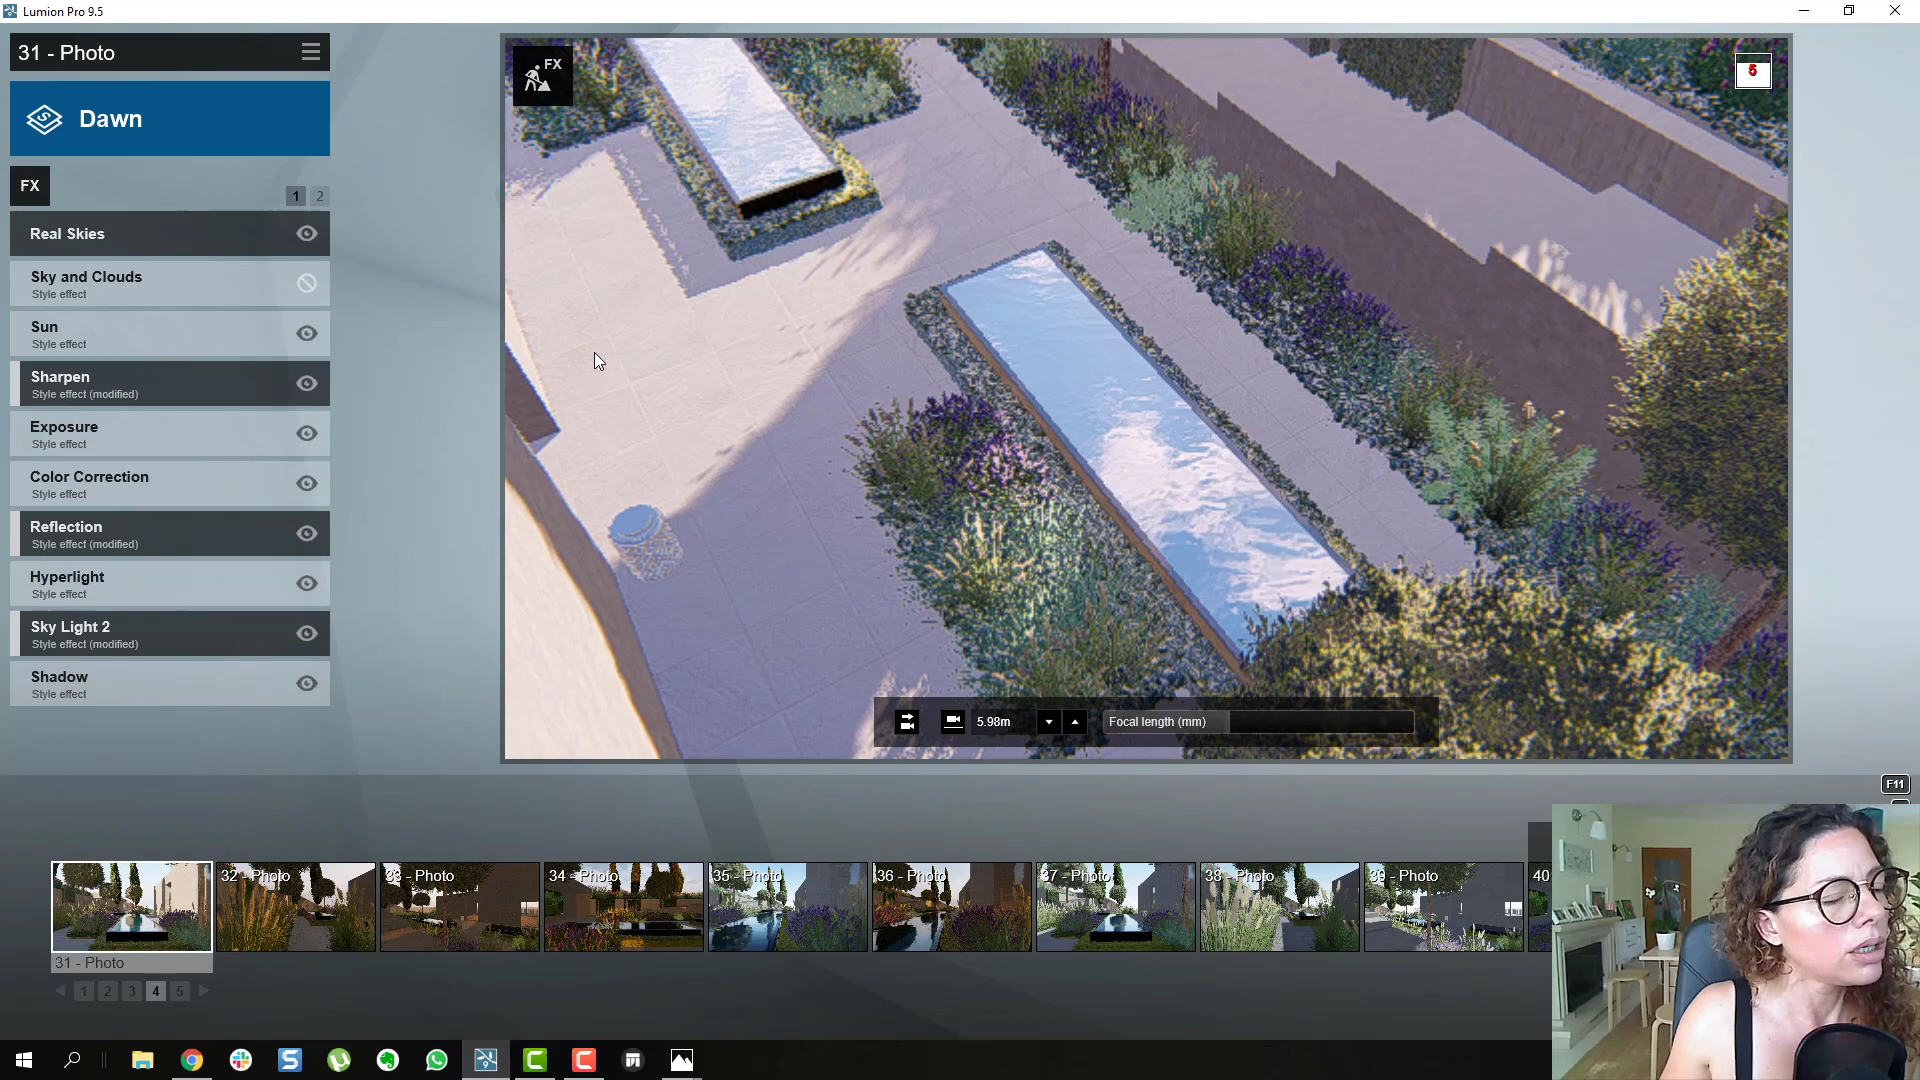 Lumion Pro 9.5
31 - Photo
Dawn
FX
1 2
Real Skies
Sky and Clouds
Style effect
Sun
Style effect
Sharpen
Style effect (modified)
Exposure
Style effect
Color Correction
Style effect
Reflection
Style effect (modified)
Hyperlight
Style effect
Sky Light 2
Style effect (modified)
Shadow
Style effect
FX
5
5.98m
Focal length (mm)
F11
32 - Photo
33 - Photo
34 - Photo
35 - Photo
36 - Photo
37 - Photo
38 - Photo
39 - Photo
40
31 - Photo
1 2 3 4 5